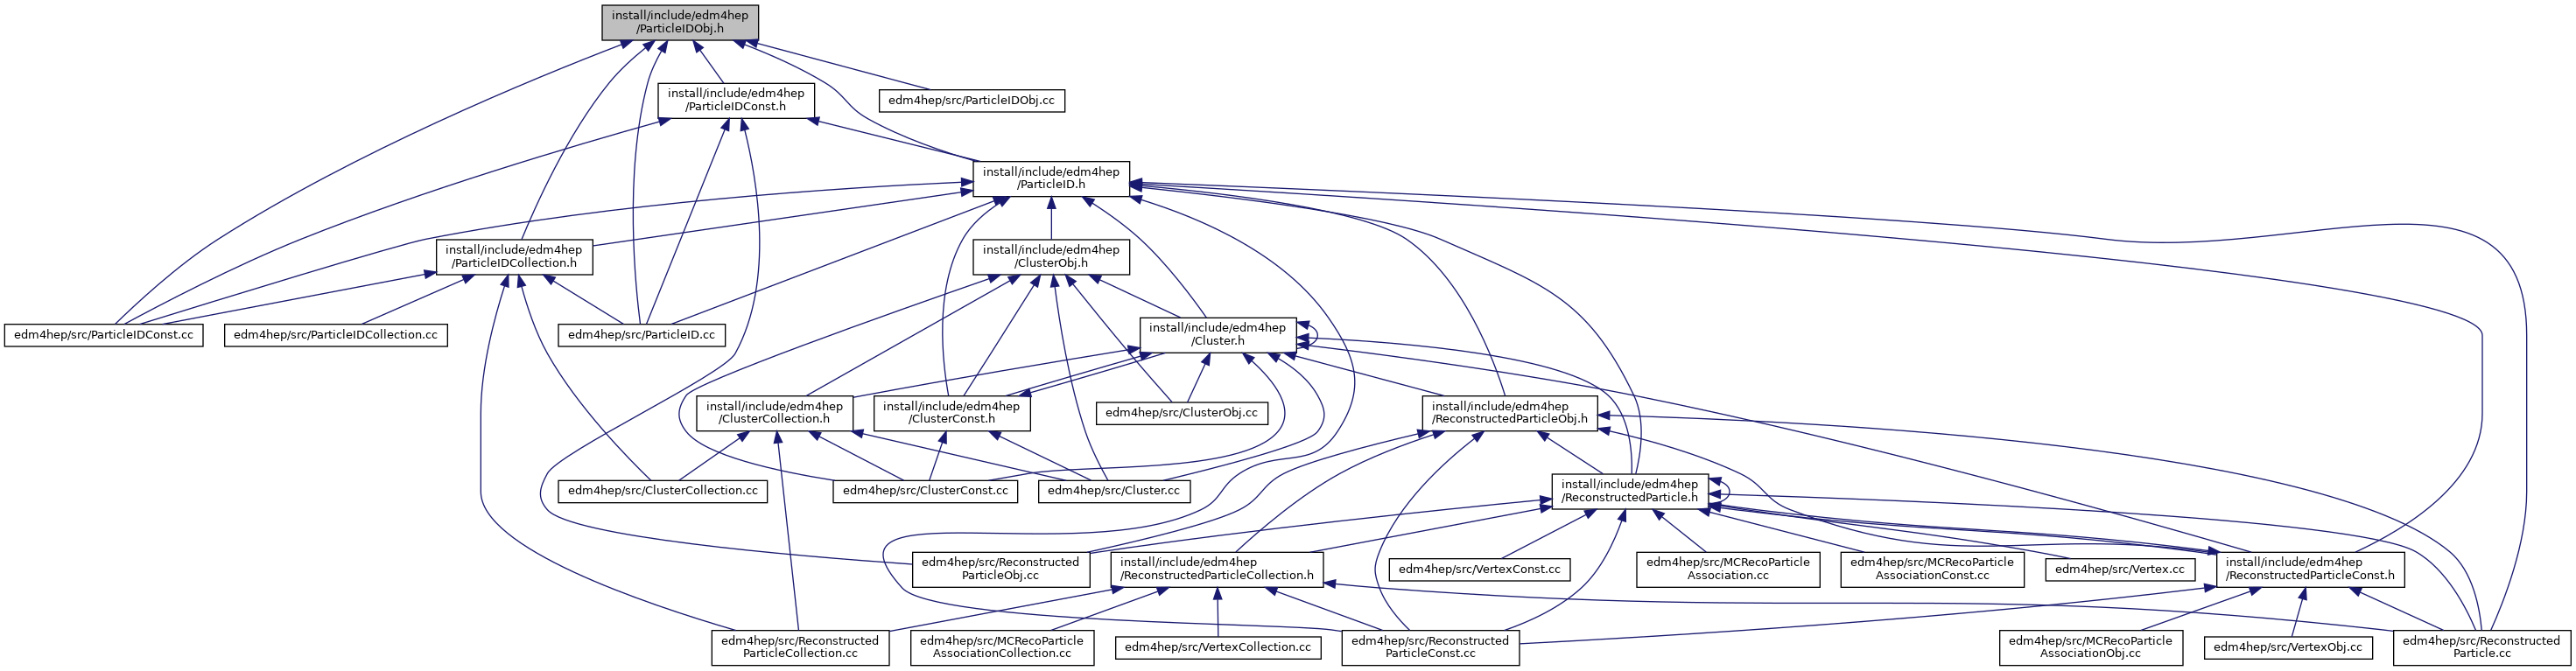 install/include/edm4hep
/ParticleIDObj.h
install/include/edm4hep
/ParticleIDConst.h
edm4hep/src/ParticleIDObj.cc
install/include/edm4hep
/ParticleID.h
install/include/edm4hep
/ParticleIDCollection.h
install/include/edm4hep
/ClusterObj.h
edm4hep/src/ParticleIDConst.cc
edm4hep/src/ParticleIDCollection.cc
edm4hep/src/ParticleID.cc
install/include/edm4hep
/Cluster.h
install/include/edm4hep
/ClusterCollection.h
install/include/edm4hep
/ClusterConst.h
edm4hep/src/ClusterObj.cc
install/include/edm4hep
/ReconstructedParticleObj.h
edm4hep/src/ClusterCollection.cc
edm4hep/src/ClusterConst.cc
edm4hep/src/Cluster.cc
install/include/edm4hep
/ReconstructedParticle.h
edm4hep/src/Reconstructed
ParticleObj.cc
install/include/edm4hep
/ReconstructedParticleCollection.h
edm4hep/src/VertexConst.cc
edm4hep/src/MCRecoParticle
Association.cc
edm4hep/src/MCRecoParticle
AssociationConst.cc
edm4hep/src/Vertex.cc
install/include/edm4hep
/ReconstructedParticleConst.h
edm4hep/src/Reconstructed
ParticleCollection.cc
edm4hep/src/MCRecoParticle
AssociationCollection.cc
edm4hep/src/VertexCollection.cc
edm4hep/src/Reconstructed
ParticleConst.cc
edm4hep/src/MCRecoParticle
AssociationObj.cc
edm4hep/src/VertexObj.cc
edm4hep/src/Reconstructed
Particle.cc